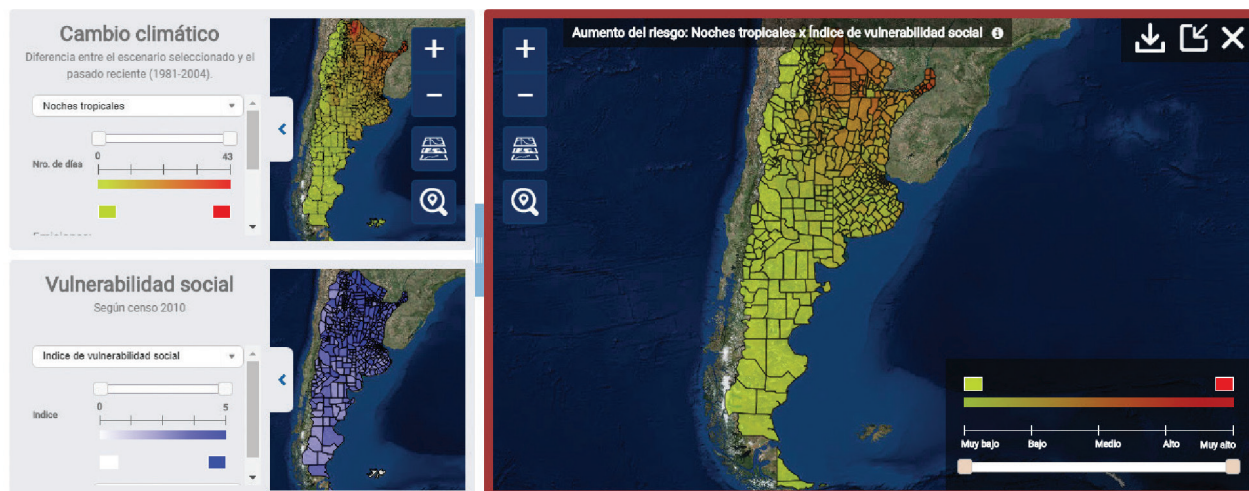 Cambio climático
Diferencia entre el escenario seleccionado y el
pasado reciente (1981-2004).
Noches tropicales
0 43
Nro. de días
Vulnerabilidad social
Según censo 2010
Indice de vulnerabilidad social
0 5
Indice
Aumento del riesgo: Noches tropicales x Índice de vulnerabilidad social
Muy bajo Bajo Medio Alto Muy alto